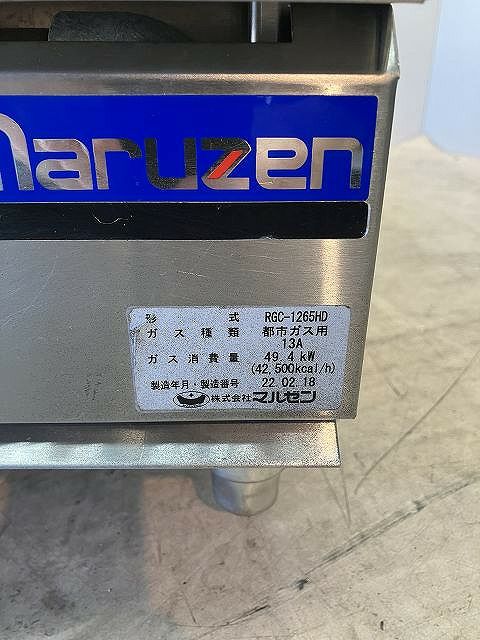 maruzen
形　　　式 RGC-1265HD
ガス種類 都市ガス用
13A
ガス消費量 49.4 kW
(42,500kcal/h)
製造年月・製造番号 22.02.18
株式会社マルゼン